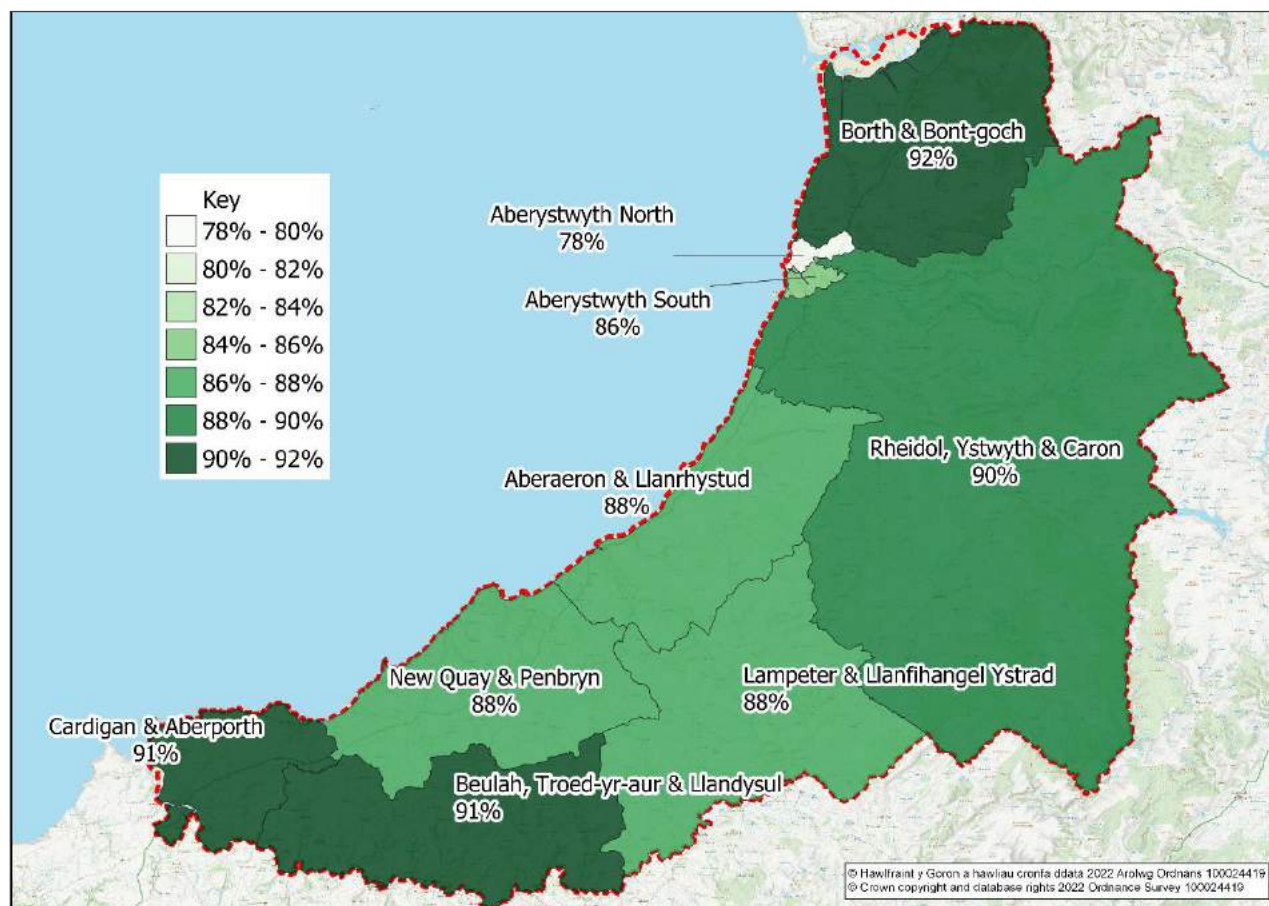 Borth & Bont-goch
92%
Key
78% - 80%
80% - 82%
82% - 84%
84% - 86%
86% - 88%
88% - 90%
90% - 92%
Aberystwyth North
78%
Aberystwyth South
86%
Rheidol, Ystwyth & Caron
90%
Aberaeron & Llanrhystud
88%
New Quay & Penbryn
88%
Lampeter & Llanfihangel Ystrad
88%
Cardigan & Aberporth
91%
Beulah, Troed-yr-aur & Llandysul
91%
© Hawlfraint y Goron a hawliau cronfa ddata 2022 Arolwg Ordnans 100024419
© Crown copyright and database rights 2022 Ordnance Survey 100024419